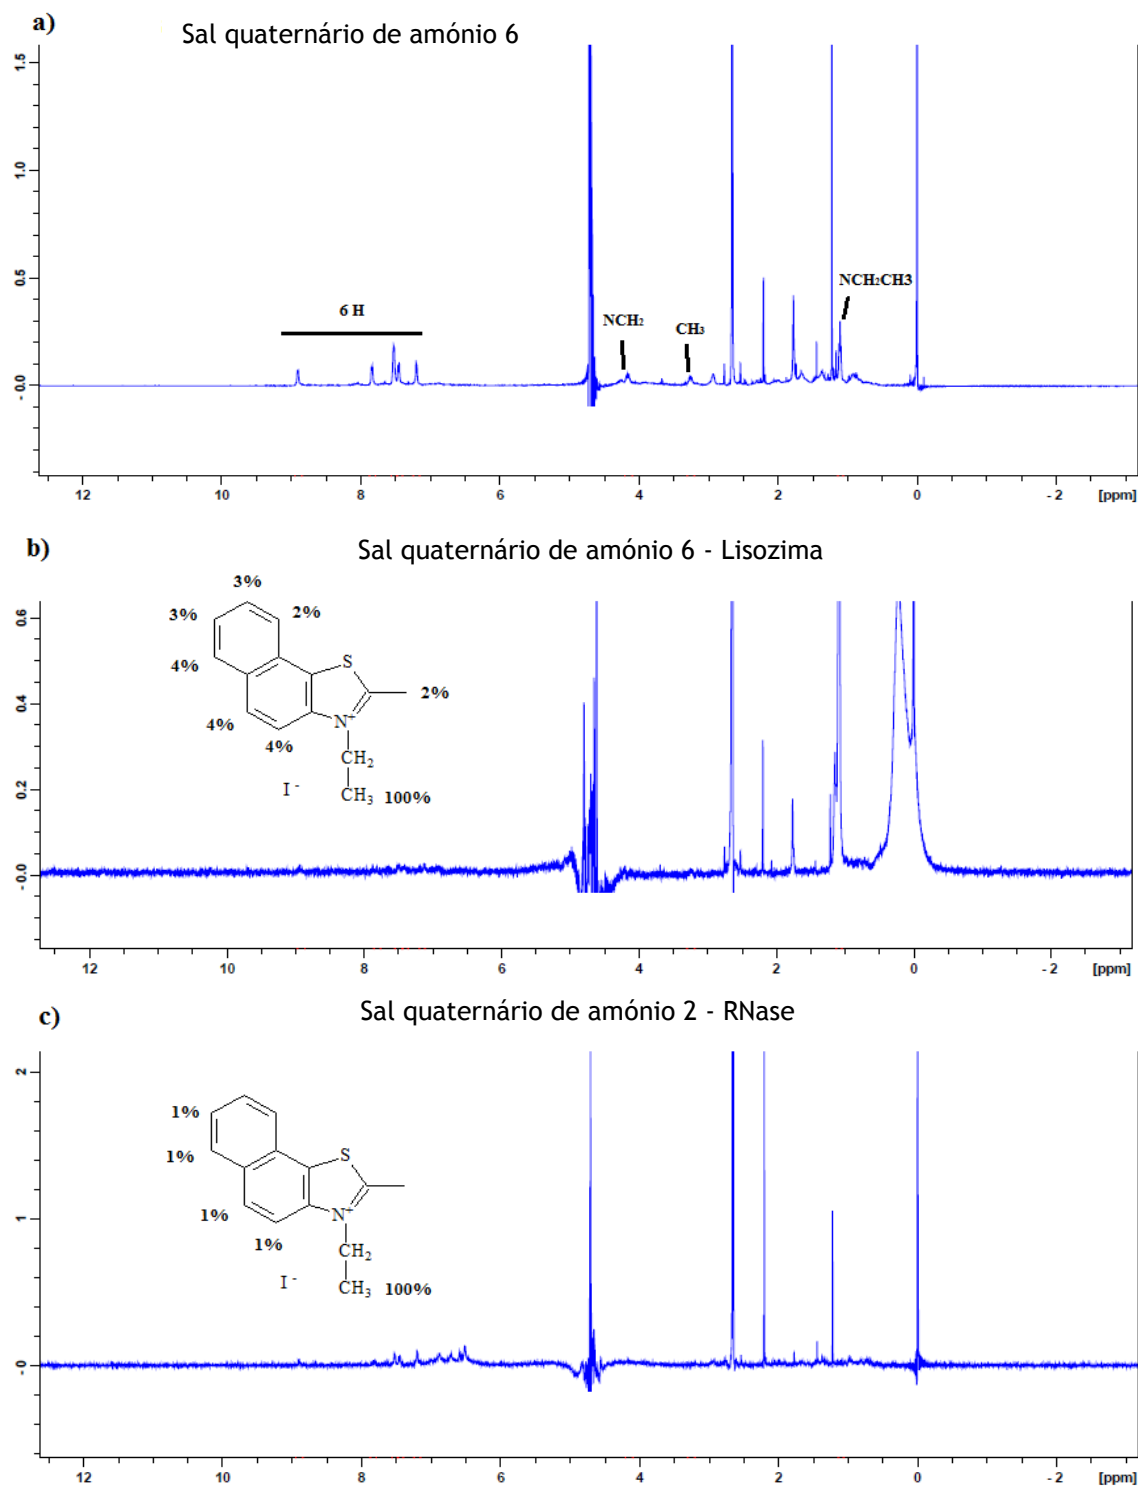 a)
Sal quaternário de amónio 6
1.5
1.0
0.5
- 0.0
6 H
NCH₂
CH₃
NCH₂CH3
12 10 8 6 4 2 0 - 2 [ppm]
b)
Sal quaternário de amónio 6 - Lisozima
0.6
0.4
0.2
- 0.0
3%
3% 2%
4%
S
2%
4% N⁺
4%
CH₂
I⁻ CH₃ 100%
12 10 8 6 4 2 0 - 2 [ppm]
c)
Sal quaternário de amónio 2 - RNase
2
1
- 0
1%
1% S
1% N⁺
1%
CH₂
I⁻ CH₃ 100%
12 10 8 6 4 2 0 - 2 [ppm]